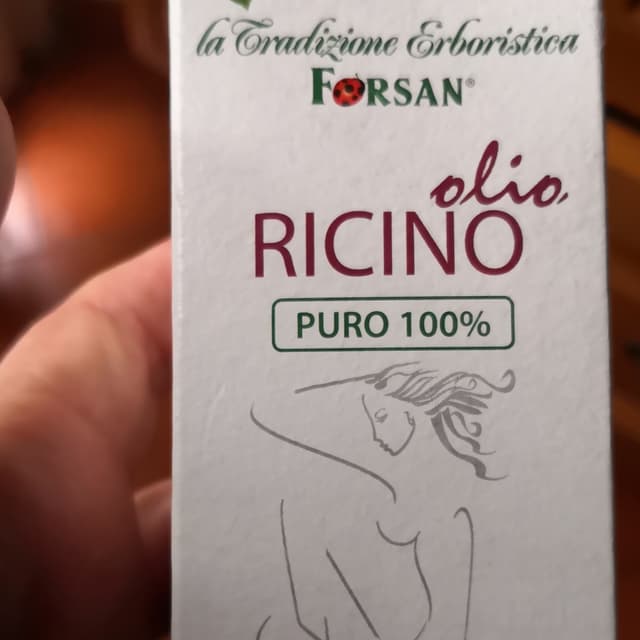 la Tradizione Erboristica
FORSAN®
olio
RICINO
PURO 100%